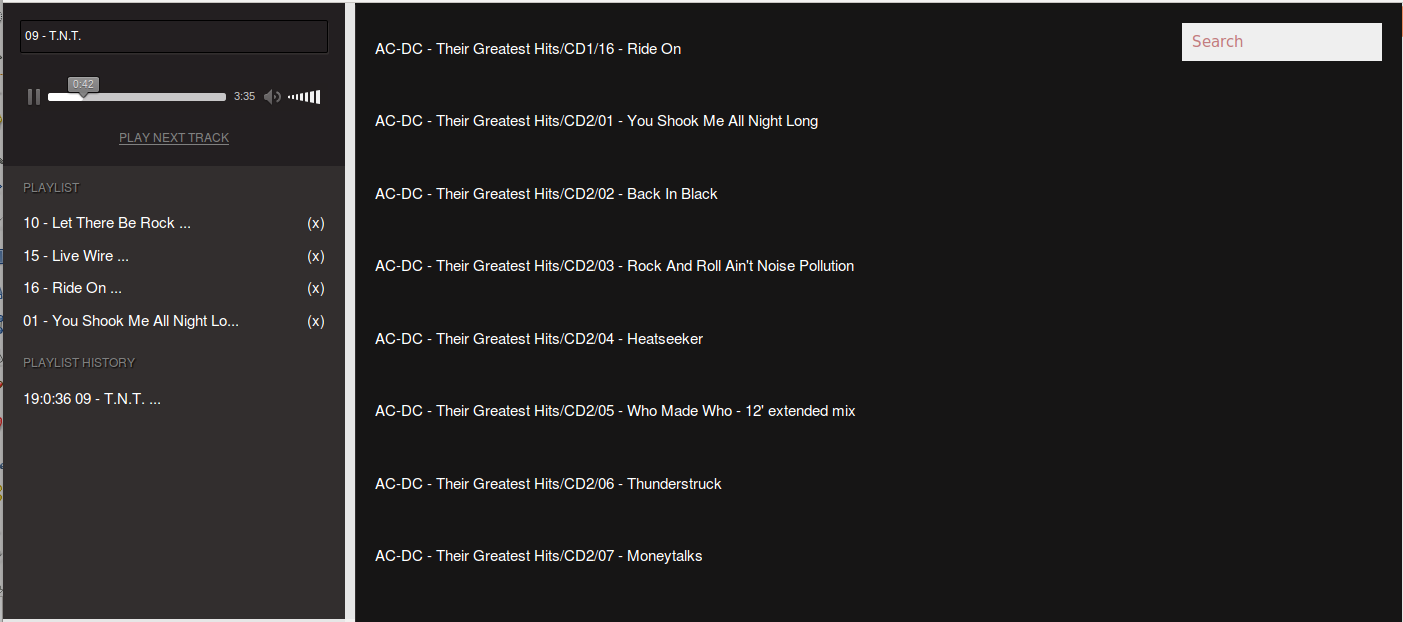 09 - T.N.T.
0:42
3:35
PLAY NEXT TRACK
PLAYLIST
10 - Let There Be Rock ... (x)
15 - Live Wire ... (x)
16 - Ride On ... (x)
01 - You Shook Me All Night Lo... (x)
PLAYLIST HISTORY
19:0:36 09 - T.N.T. ...
Search
AC-DC - Their Greatest Hits/CD1/16 - Ride On
AC-DC - Their Greatest Hits/CD2/01 - You Shook Me All Night Long
AC-DC - Their Greatest Hits/CD2/02 - Back In Black
AC-DC - Their Greatest Hits/CD2/03 - Rock And Roll Ain't Noise Pollution
AC-DC - Their Greatest Hits/CD2/04 - Heatseeker
AC-DC - Their Greatest Hits/CD2/05 - Who Made Who - 12' extended mix
AC-DC - Their Greatest Hits/CD2/06 - Thunderstruck
AC-DC - Their Greatest Hits/CD2/07 - Moneytalks